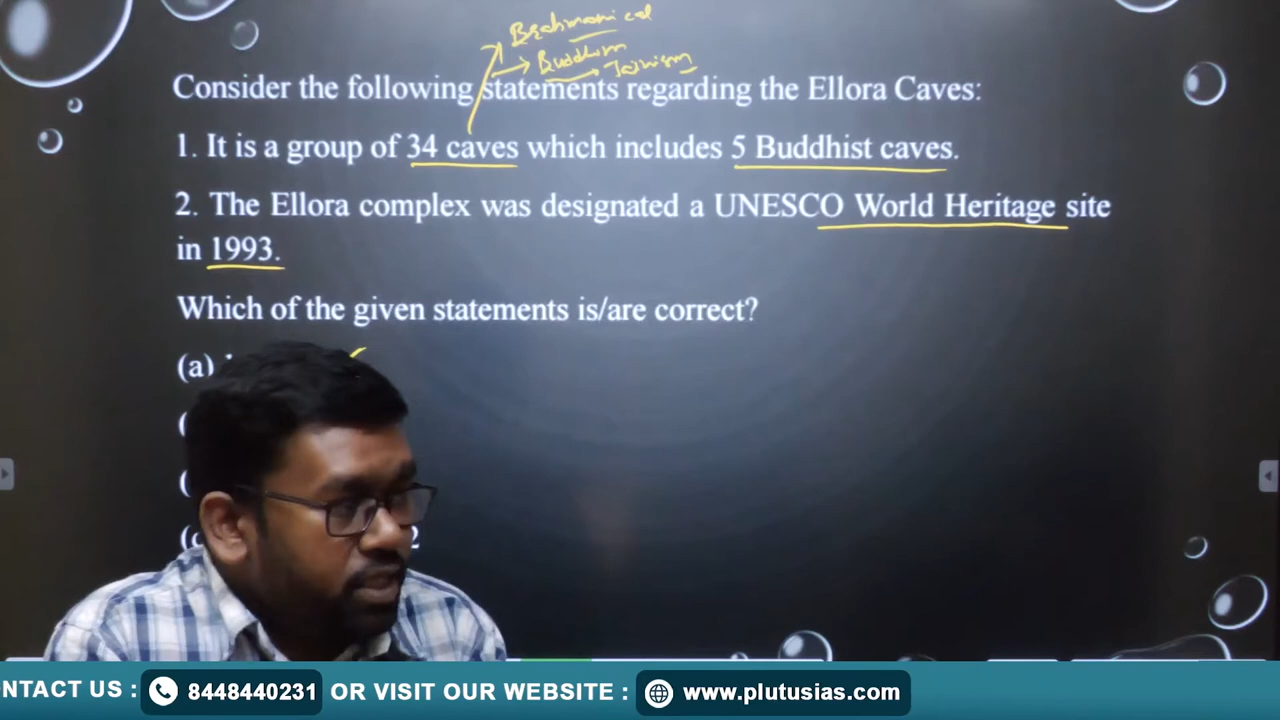 Brahmanical
Buddhism
Jainism
Consider the following statements regarding the Ellora Caves:
1. It is a group of 34 caves which includes 5 Buddhist caves.
2. The Ellora complex was designated a UNESCO World Heritage site
in 1993.
Which of the given statements is/are correct?
(a)
2
ONTACT US : 8448440231 OR VISIT OUR WEBSITE : www.plutusias.com